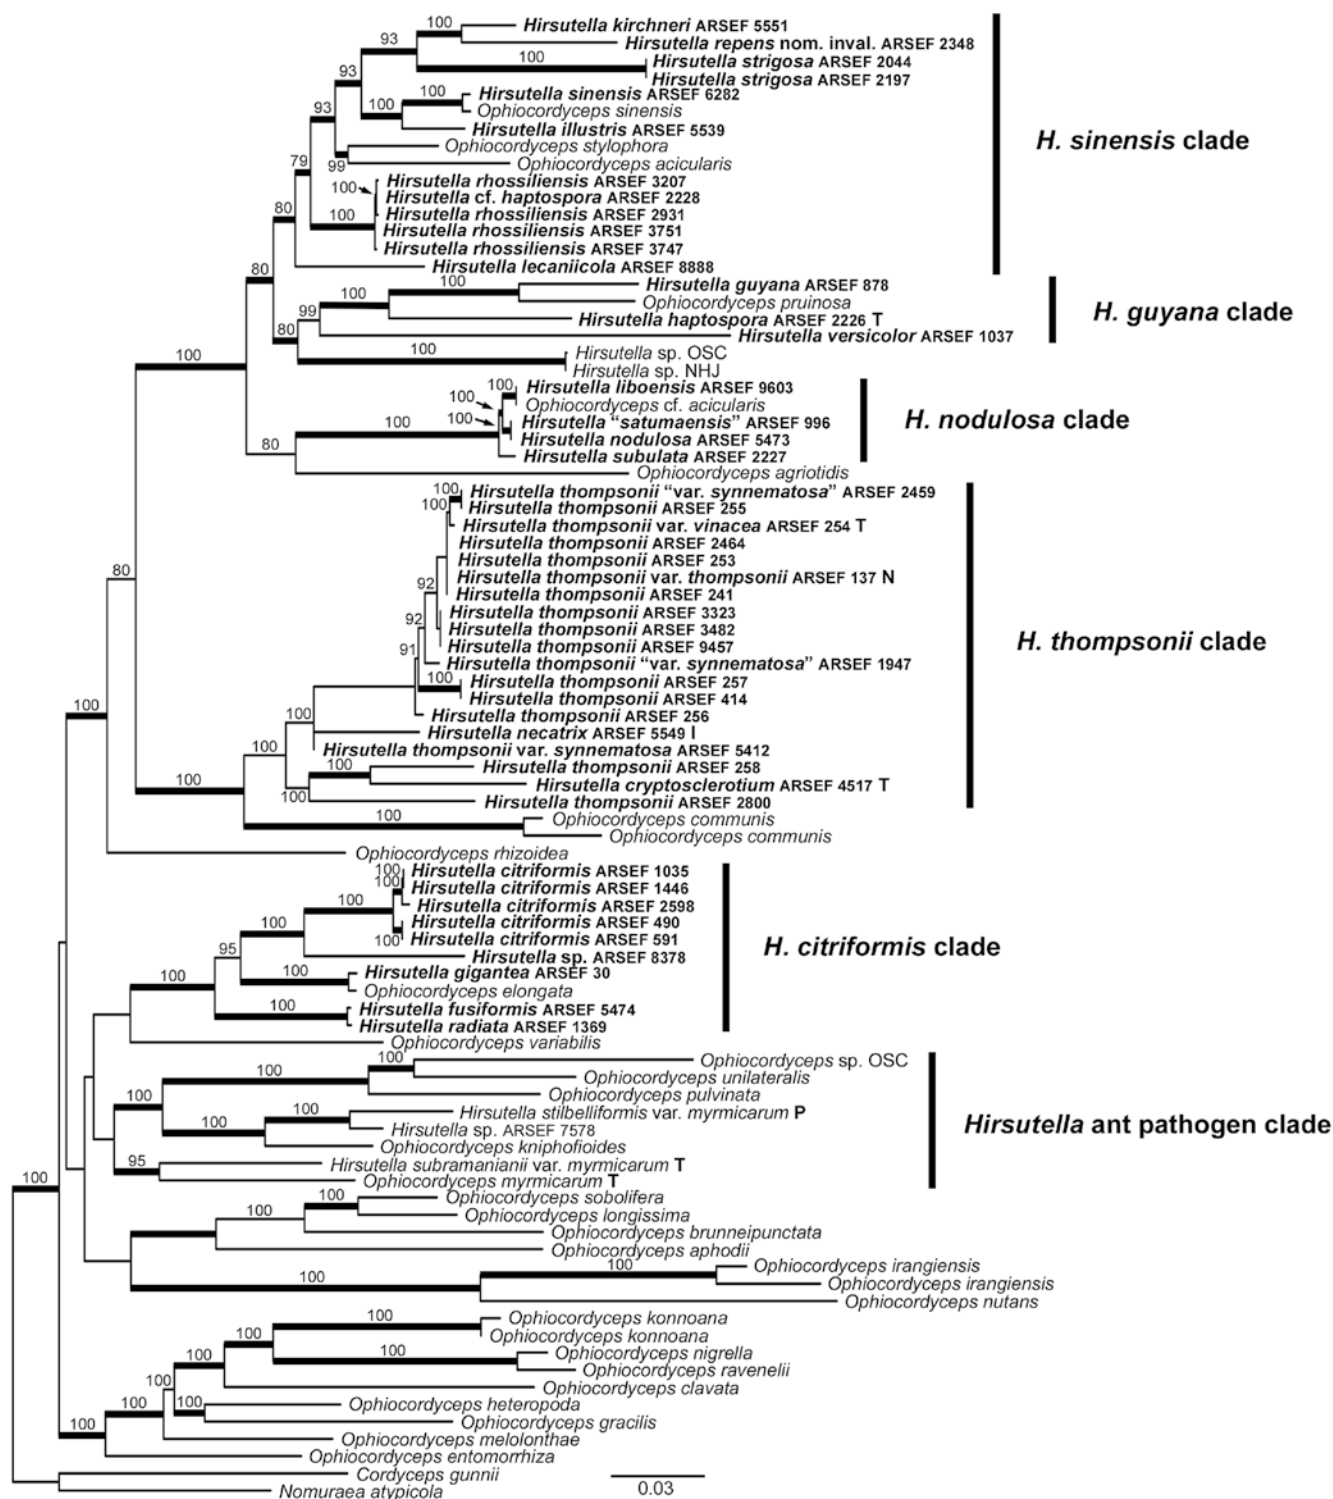 100
Hirsutella kirchneri ARSEF 5551
93
Hirsutella repens nom. inval. ARSEF 2348
100
Hirsutella strigosa ARSEF 2044
93
Hirsutella strigosa ARSEF 2197
100
Hirsutella sinensis ARSEF 6282
93
100
Ophiocordyceps sinensis
Hirsutella illustris ARSEF 5539
H. sinensis clade
Ophiocordyceps stylophora
79
99
Ophiocordyceps acicularis
100
Hirsutella rhossiliensis ARSEF 3207
Hirsutella cf. haptospora ARSEF 2228
80
Hirsutella rhossiliensis ARSEF 2931
100
Hirsutella rhossiliensis ARSEF 3751
Hirsutella rhossiliensis ARSEF 3747
80
Hirsutella lecaniicola ARSEF 8888
100
Hirsutella guyana ARSEF 878
100
Ophiocordyceps pruinosa
99
Hirsutella haptospora ARSEF 2226 T
H. guyana clade
80
Hirsutella versicolor ARSEF 1037
100
100
Hirsutella sp. OSC
Hirsutella sp. NHJ
100
Hirsutella liboensis ARSEF 9603
100
Ophiocordyceps cf. acicularis
100
Hirsutella “satumaensis” ARSEF 996
H. nodulosa clade
100
Hirsutella nodulosa ARSEF 5473
80
Hirsutella subulata ARSEF 2227
Ophiocordyceps agriotidis
100
Hirsutella thompsonii “var. synnematosa” ARSEF 2459
100
Hirsutella thompsonii ARSEF 255
Hirsutella thompsonii var. vinacea ARSEF 254 T
Hirsutella thompsonii ARSEF 2464
Hirsutella thompsonii ARSEF 253
80
92
Hirsutella thompsonii var. thompsonii ARSEF 137 N
Hirsutella thompsonii ARSEF 241
92
Hirsutella thompsonii ARSEF 3323
Hirsutella thompsonii ARSEF 3482
H. thompsonii clade
91
Hirsutella thompsonii ARSEF 9457
Hirsutella thompsonii “var. synnematosa” ARSEF 1947
100
Hirsutella thompsonii ARSEF 257
Hirsutella thompsonii ARSEF 414
100
100
Hirsutella thompsonii ARSEF 256
Hirsutella necatrix ARSEF 5549 I
100
Hirsutella thompsonii var. synnematosa ARSEF 5412
100
100
Hirsutella thompsonii ARSEF 258
Hirsutella cryptosclerotium ARSEF 4517 T
100
Hirsutella thompsonii ARSEF 2800
100
Ophiocordyceps communis
Ophiocordyceps communis
Ophiocordyceps rhizoidea
100
Hirsutella citriformis ARSEF 1035
100
Hirsutella citriformis ARSEF 1446
100
Hirsutella citriformis ARSEF 2598
100
Hirsutella citriformis ARSEF 490
100
Hirsutella citriformis ARSEF 591
H. citriformis clade
95
Hirsutella sp. ARSEF 8378
100
100
Hirsutella gigantea ARSEF 30
Ophiocordyceps elongata
100
Hirsutella fusiformis ARSEF 5474
Hirsutella radiata ARSEF 1369
Ophiocordyceps variabilis
100
Ophiocordyceps sp. OSC
100
Ophiocordyceps unilateralis
Ophiocordyceps pulvinata
100
Hirsutella stilbelliformis var. myrmicarum P
100
Hirsutella sp. ARSEF 7578
Hirsutella ant pathogen clade
Ophiocordyceps kniphofioides
95
Hirsutella subramanianii var. myrmicarum T
100
Ophiocordyceps myrmicarum T
100
Ophiocordyceps sobolifera
100
Ophiocordyceps longissima
Ophiocordyceps brunneipunctata
Ophiocordyceps aphodii
100
Ophiocordyceps irangiensis
100
Ophiocordyceps irangiensis
Ophiocordyceps nutans
100
Ophiocordyceps konnoana
100
Ophiocordyceps konnoana
100
100
Ophiocordyceps nigrella
Ophiocordyceps ravenelii
100
Ophiocordyceps clavata
100
100
Ophiocordyceps heteropoda
100
Ophiocordyceps gracilis
Ophiocordyceps melolonthae
Ophiocordyceps entomorrhiza
Cordyceps gunnii
0.03
Nomuraea atypicola